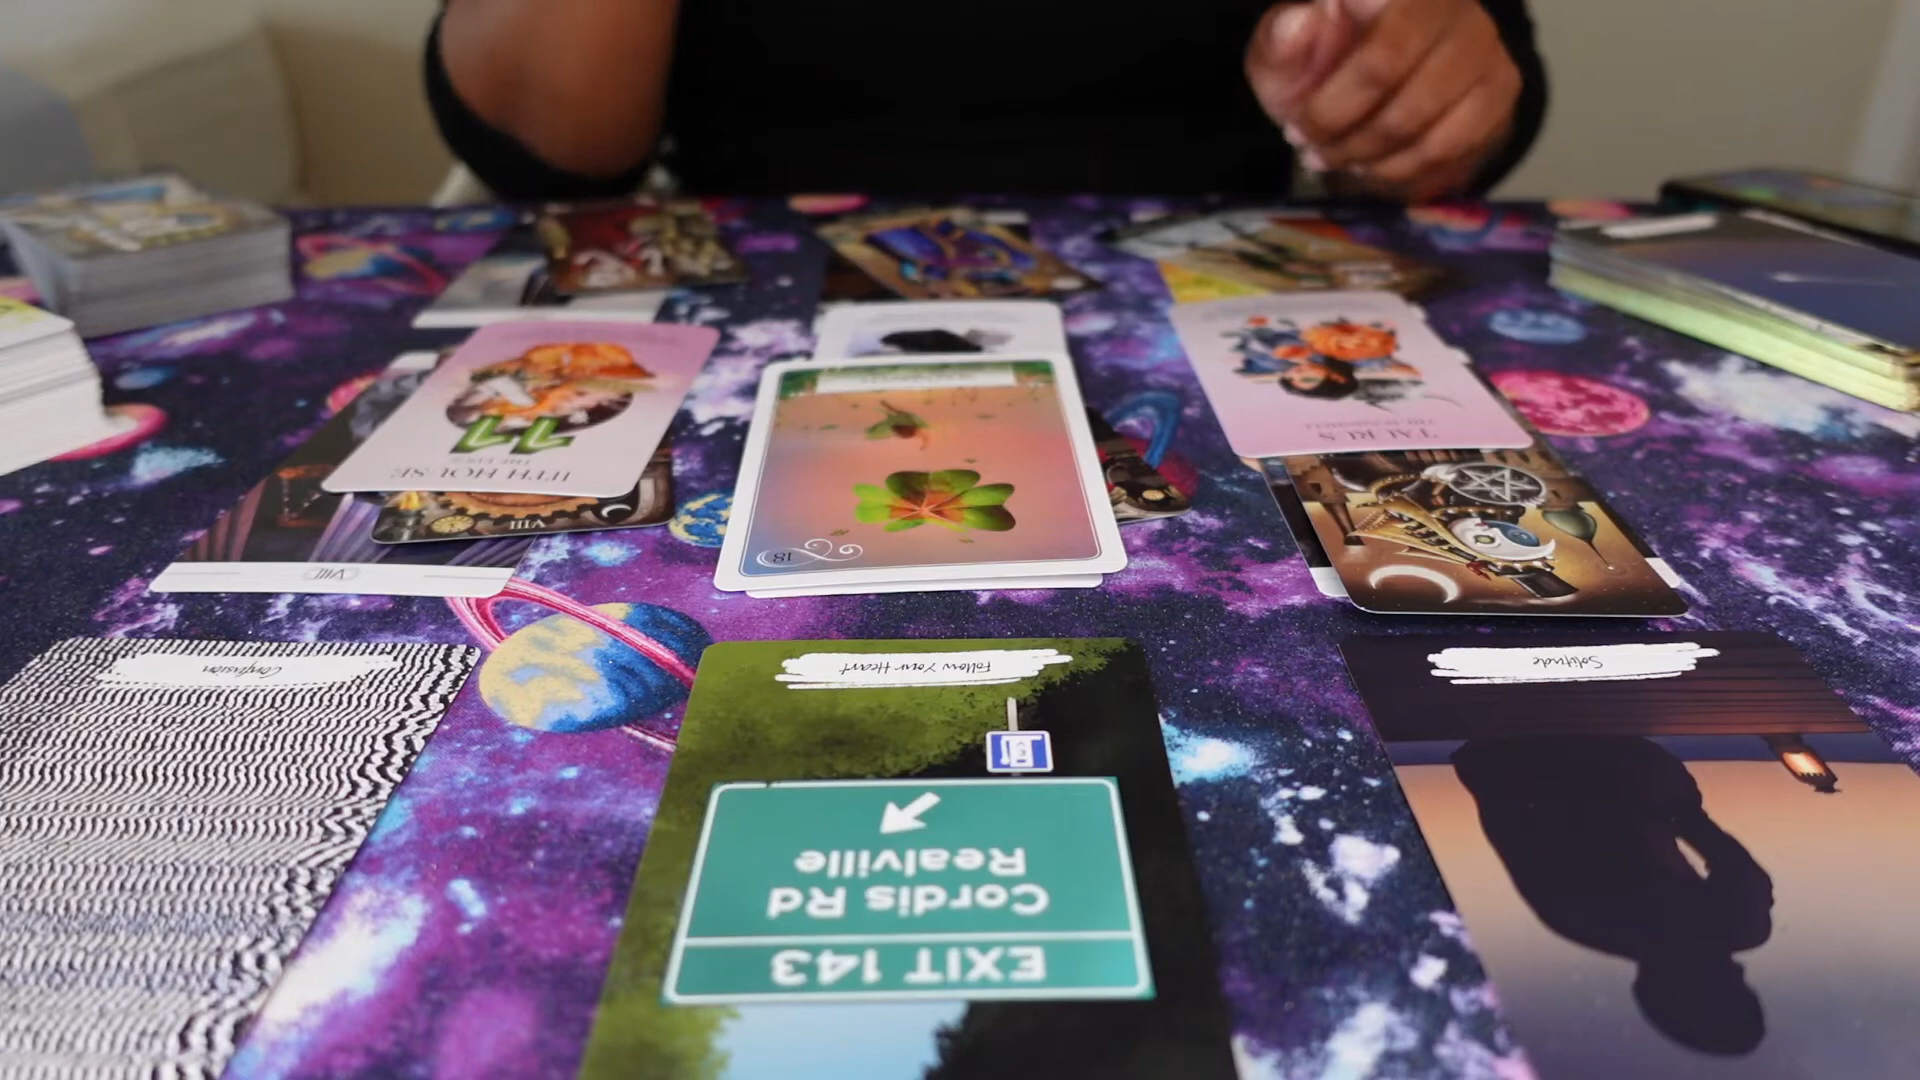 11TH HOUSE
11
VIII
VIII
18
TAURUS
Confusion
Follow Your Heart
EXIT 143
Cordis Rd
Realville
Solitude